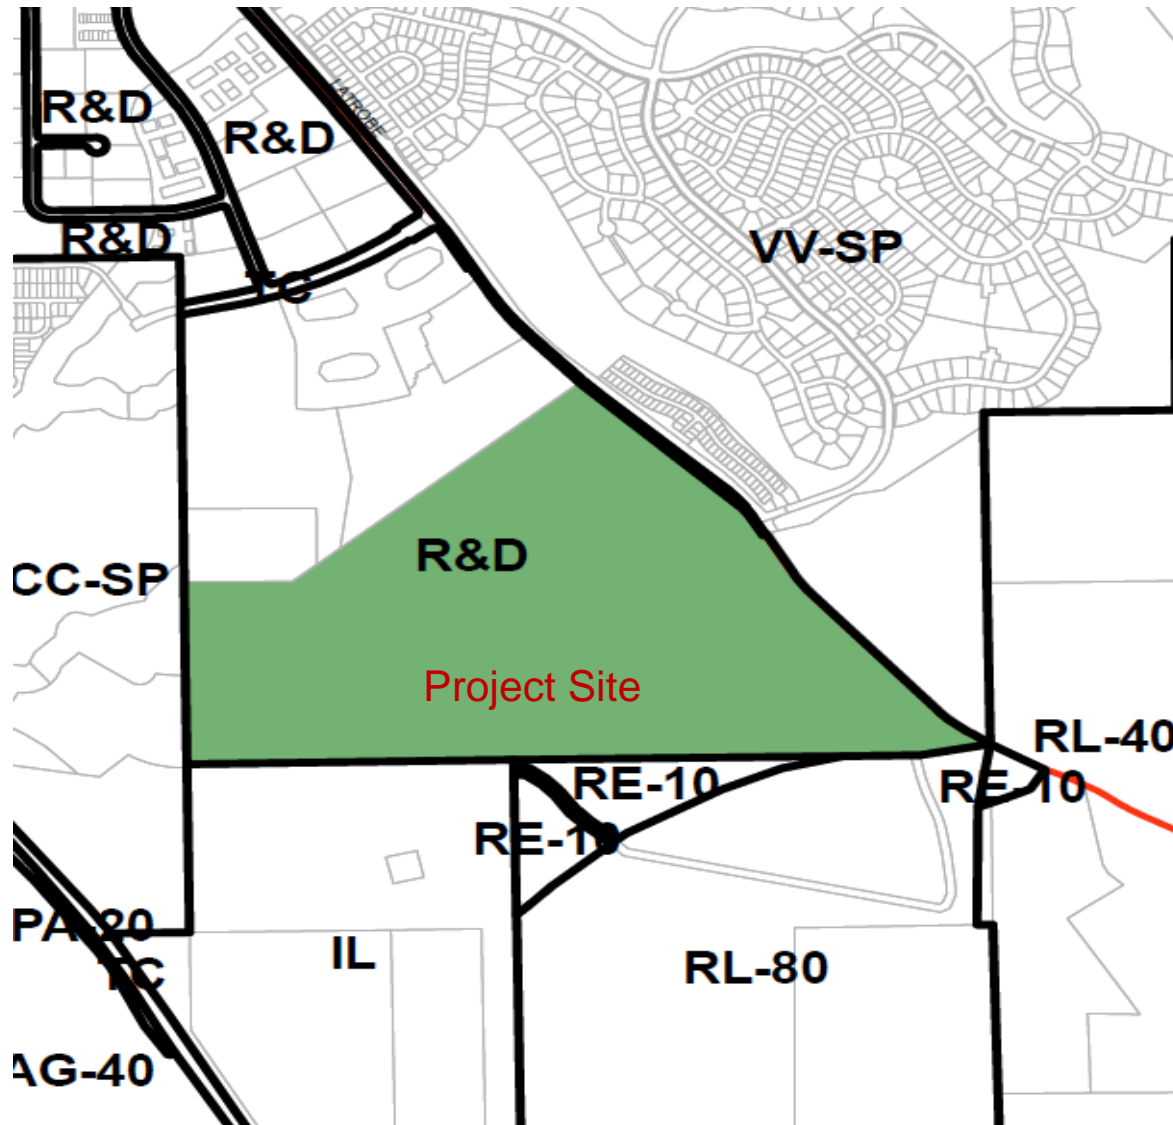 R&D
R&D
LATROBE
R&D
VV-SP
TC
R&D
CC-SP
Project Site
RL-40
RE-10
RE-10
RE-10
PA-20
IL
RL-80
TC
AG-40